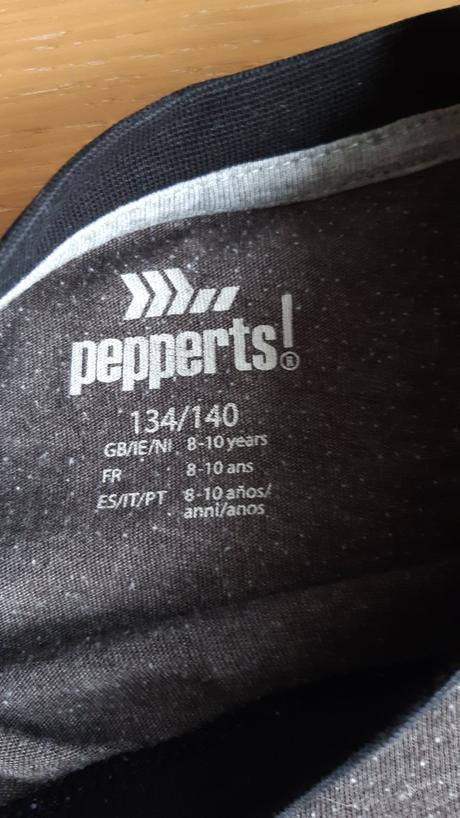 pepperts!®
134/140
GB/IE/NI 8-10 years
FR 8-10 ans
ES/IT/PT 8-10 años/
anni/anos